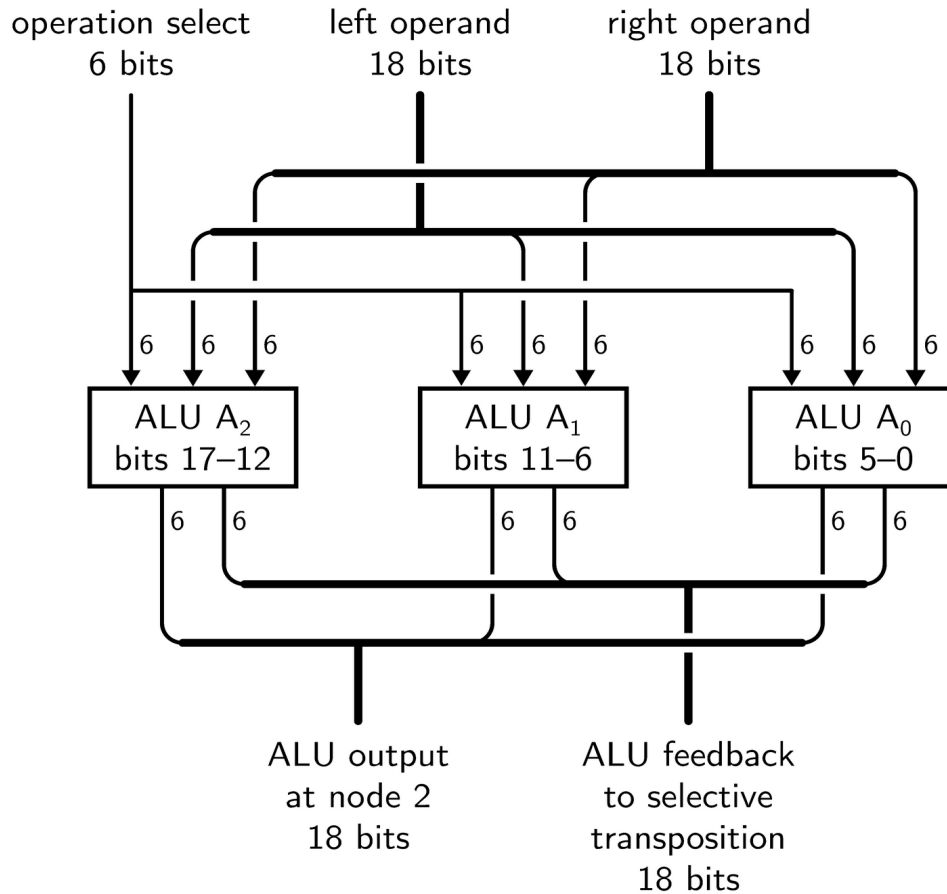 operation select
6 bits
left operand
18 bits
right operand
18 bits
6
6
6
6
6
6
6
6
6
ALU A₂
bits 17–12
ALU A₁
bits 11–6
ALU A₀
bits 5–0
6
6
6
6
6
6
ALU output
at node 2
18 bits
ALU feedback
to selective
transposition
18 bits